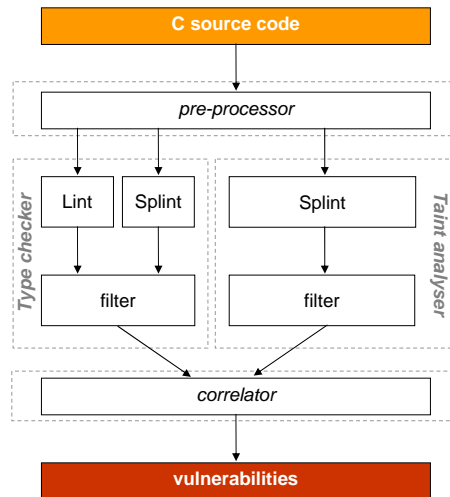 C source code
pre-processor
Type checker
Lint
Splint
Splint
Taint analyser
filter
filter
correlator
vulnerabilities